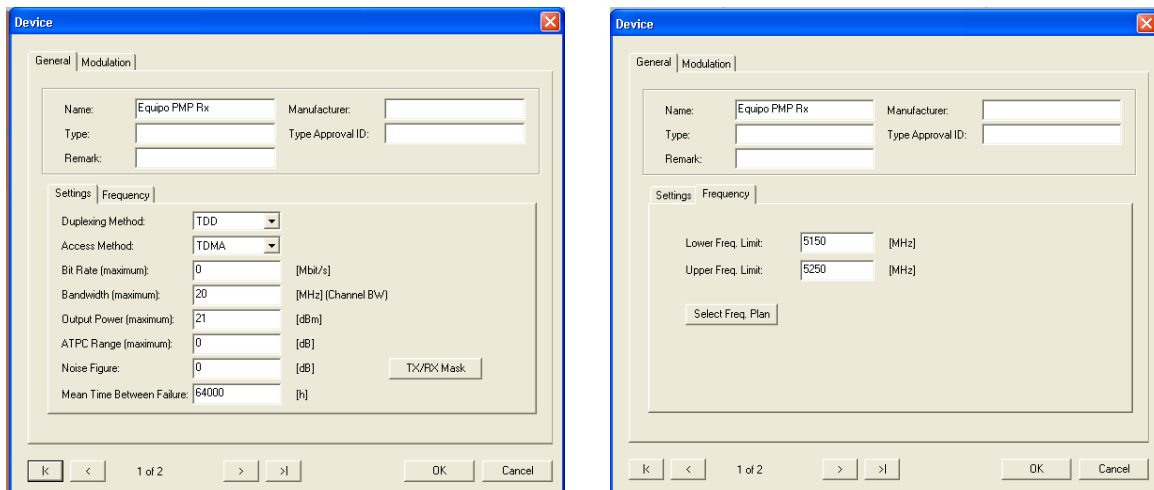 Device
General Modulation
Name: Equipo PMP Rx Manufacturer:
Type: Type Approval ID:
Remark:
Settings Frequency
Duplexing Method: TDD
Access Method: TDMA
Bit Rate (maximum): 0 [Mbit/s]
Bandwidth (maximum): 20 [MHz] (Channel BW)
Output Power (maximum): 21 [dBm]
ATPC Range (maximum): 0 [dB]
Noise Figure: 0 [dB] TX/RX Mask
Mean Time Between Failure: 64000 [h]
|< < 1 of 2 > >| OK Cancel
Device
General Modulation
Name: Equipo PMP Rx Manufacturer:
Type: Type Approval ID:
Remark:
Settings Frequency
Lower Freq. Limit: 5150 [MHz]
Upper Freq. Limit: 5250 [MHz]
Select Freq. Plan
|< < 1 of 2 > >| OK Cancel